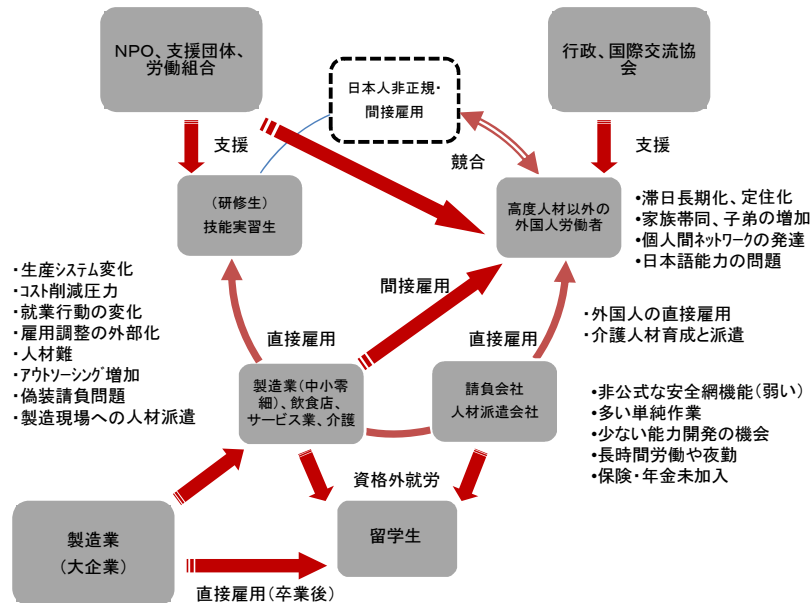 NPO、支援団体、
労働組合
行政、国際交流協
会
日本人非正規・
間接雇用
支援
競合
支援
(研修生)
技能実習生
高度人材以外の
外国人労働者
•滞日長期化、定住化
•家族帯同、子弟の増加
•個人間ネットワークの発達
•日本語能力の問題
・生産システム変化
・コスト削減圧力
・就業行動の変化
・雇用調整の外部化
・人材難
・アウトソーシング増加
・偽装請負問題
・製造現場への人材派遣
間接雇用
直接雇用
直接雇用
・外国人の直接雇用
・介護人材育成と派遣
製造業(中小零
細)、飲食店、
サービス業、介護
請負会社
人材派遣会社
•非公式な安全網機能(弱い)
•多い単純作業
•少ない能力開発の機会
•長時間労働や夜勤
•保険・年金未加入
資格外就労
製造業
(大企業)
留学生
直接雇用(卒業後)